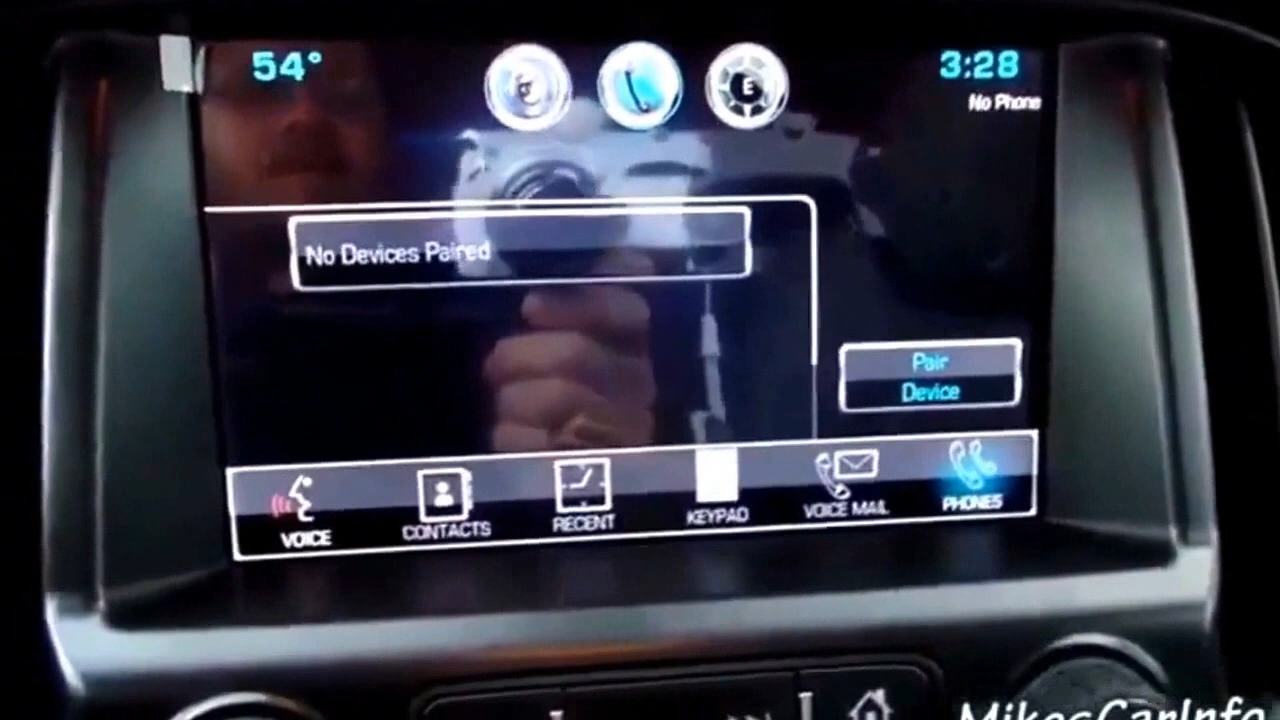 54°
E
3:28
No Phone
No Devices Paired
Pair
Device
VOICE
CONTACTS
RECENT
KEYPAD
VOICE MAIL
PHONES
MikesCarInfo